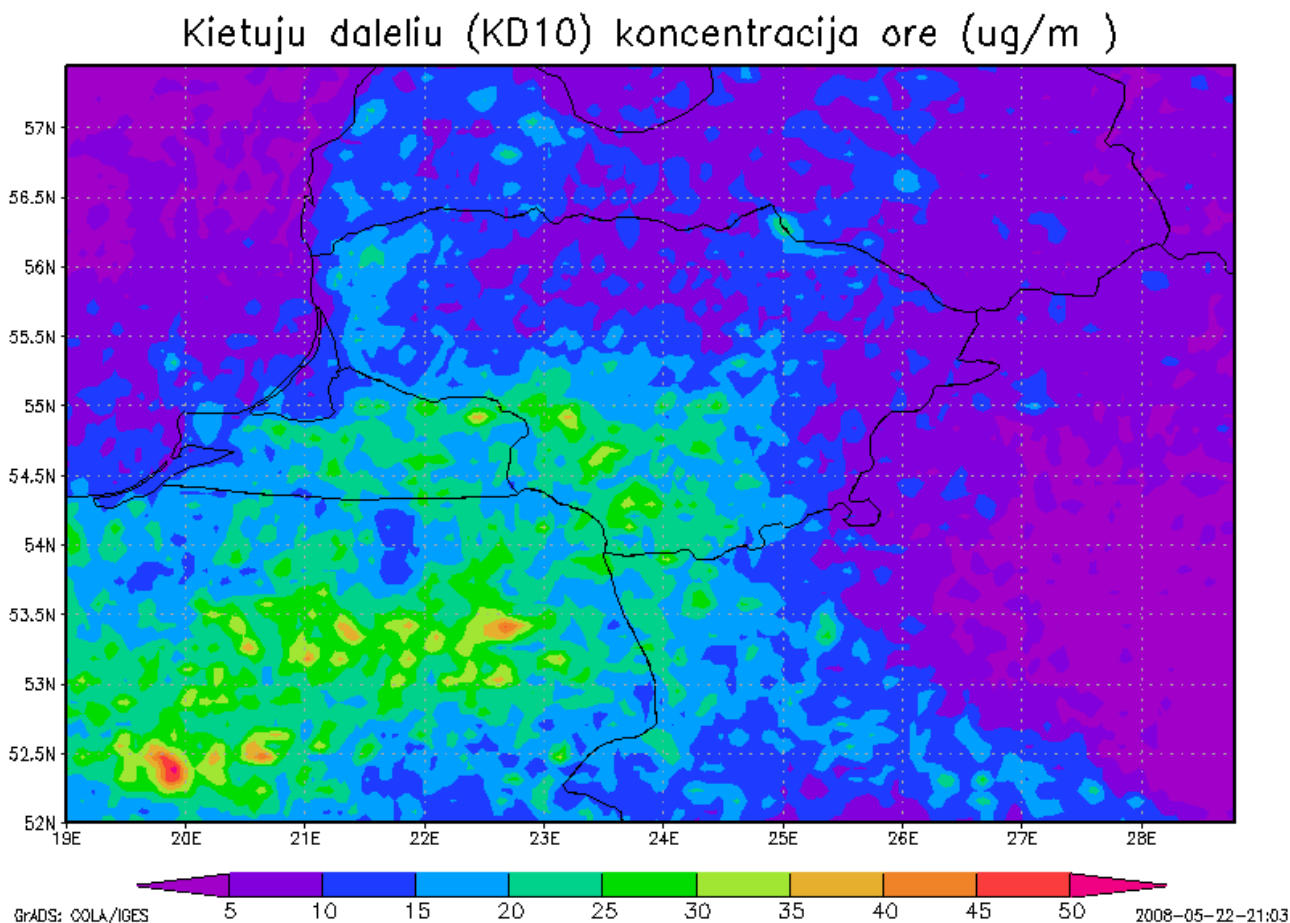 Kietuju daleliu (KD10) koncentracija ore (ug/m )
57N
56.5N
56N
55.5N
55N
54.5N
54N
53.5N
53N
52.5N
52N
19E 20E 21E 22E 23E 24E 25E 26E 27E 28E
5 10 15 20 25 30 35 40 45 50
GrADS: COLA/IGES 2008-05-22-21:03